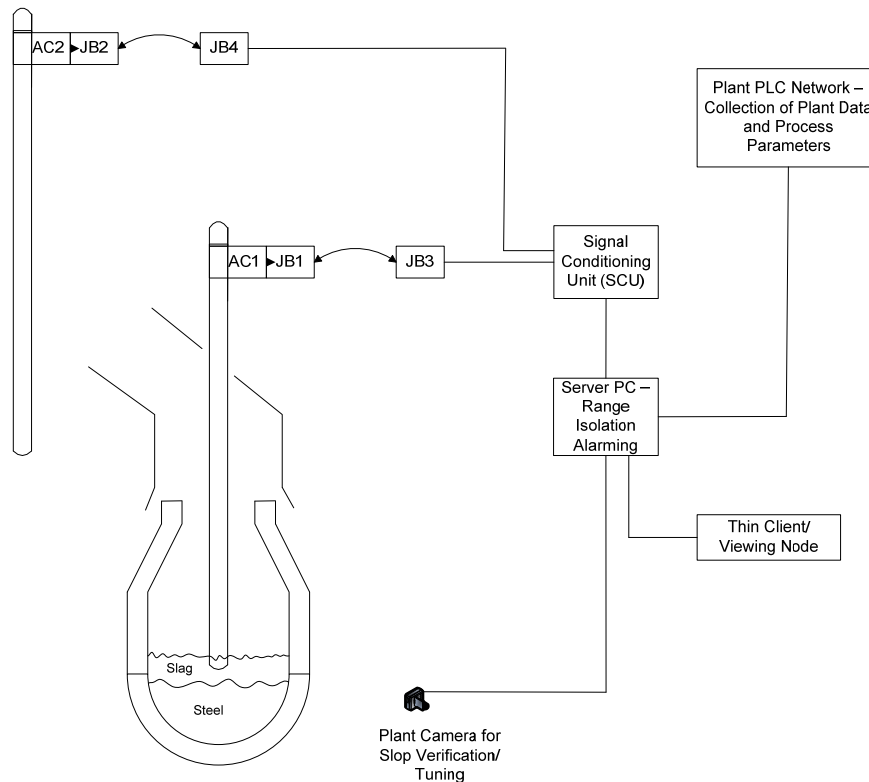 AC2
JB2
JB4
Plant PLC Network –
Collection of Plant Data
and Process
Parameters
AC1
JB1
JB3
Signal
Conditioning
Unit (SCU)
Server PC –
Range
Isolation
Alarming
Thin Client/
Viewing Node
Slag
Steel
Plant Camera for
Slop Verification/
Tuning